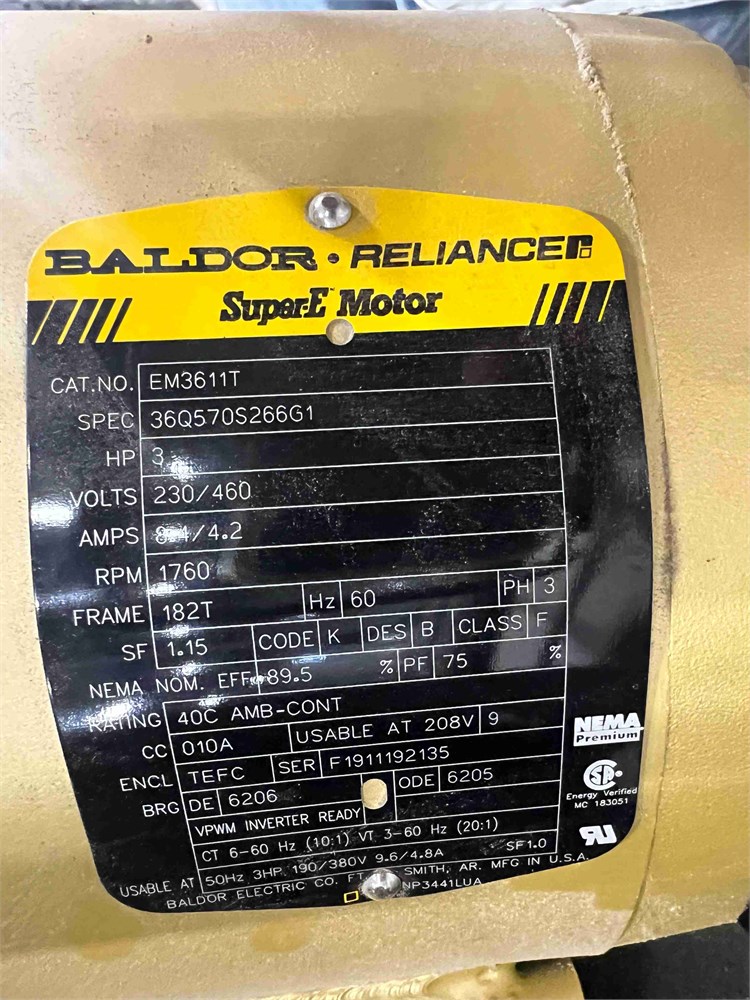 BALDOR • RELIANCE
Super-E™ Motor
CAT.NO. EM3611T
SPEC 36Q570S266G1
HP 3
VOLTS 230/460
AMPS 8.4/4.2
RPM 1760
FRAME 182T Hz 60 PH 3
SF 1.15 CODE K DES B CLASS F
NEMA NOM. EFF. 89.5 % PF 75 %
RATING 40C AMB-CONT
CC 010A USABLE AT 208V 9
ENCL TEFC SER F1911192135
BRG DE 6206 ODE 6205
VPWM INVERTER READY
CT 6-60 Hz (10:1) VT 3-60 Hz (20:1) SF1.0
USABLE AT 50Hz 3HP 190/380V 9.6/4.8A
BALDOR ELECTRIC CO. FT. SMITH, AR. MFG IN U.S.A.
NP3441LUA
NEMA
Premium
Energy Verified
MC 183051